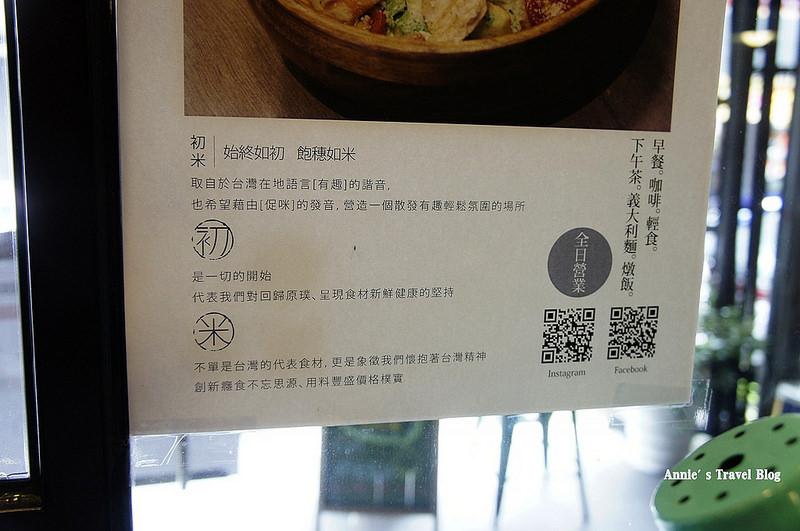 初米
始終如初 飽穗如米
取自於台灣在地語言[有趣]的諧音,
也希望藉由[促咪]的發音, 營造一個散發有趣輕鬆氛圍的場所
初
是一切的開始
代表我們對回歸原璞、呈現食材新鮮健康的堅持
米
不單是台灣的代表食材, 更是象徵我們懷抱著台灣精神
創新癮食不忘思源、用料豐盛價格樸實
早餐。咖啡。輕食。
下午茶。義大利麵。燉飯。
全日營業
Instagram
Facebook
Annie's Travel Blog